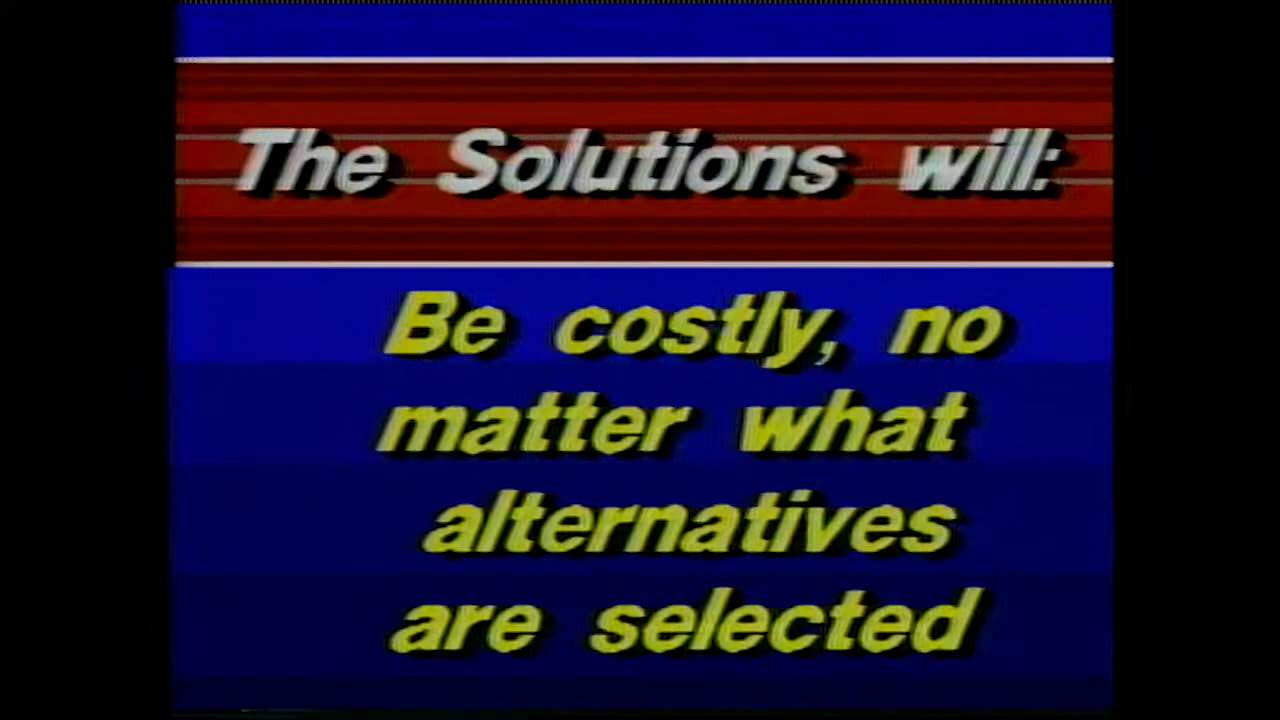 The Solutions will:
Be costly, no
matter what
alternatives
are selected